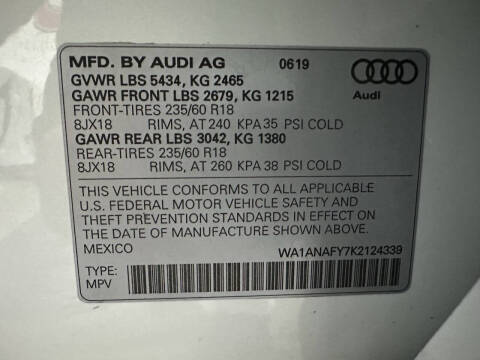 MFD. BY AUDI AG 0619
GVWR LBS 5434, KG 2465
GAWR FRONT LBS 2679, KG 1215
FRONT-TIRES 235/60 R18
8JX18 RIMS, AT 240 KPA 35 PSI COLD
GAWR REAR LBS 3042, KG 1380
REAR-TIRES 235/60 R18
8JX18 RIMS, AT 260 KPA 38 PSI COLD
Audi
THIS VEHICLE CONFORMS TO ALL APPLICABLE
U.S. FEDERAL MOTOR VEHICLE SAFETY AND
THEFT PREVENTION STANDARDS IN EFFECT ON
THE DATE OF MANUFACTURE SHOWN ABOVE.
MEXICO WA1ANAFY7K2124339
TYPE:
MPV